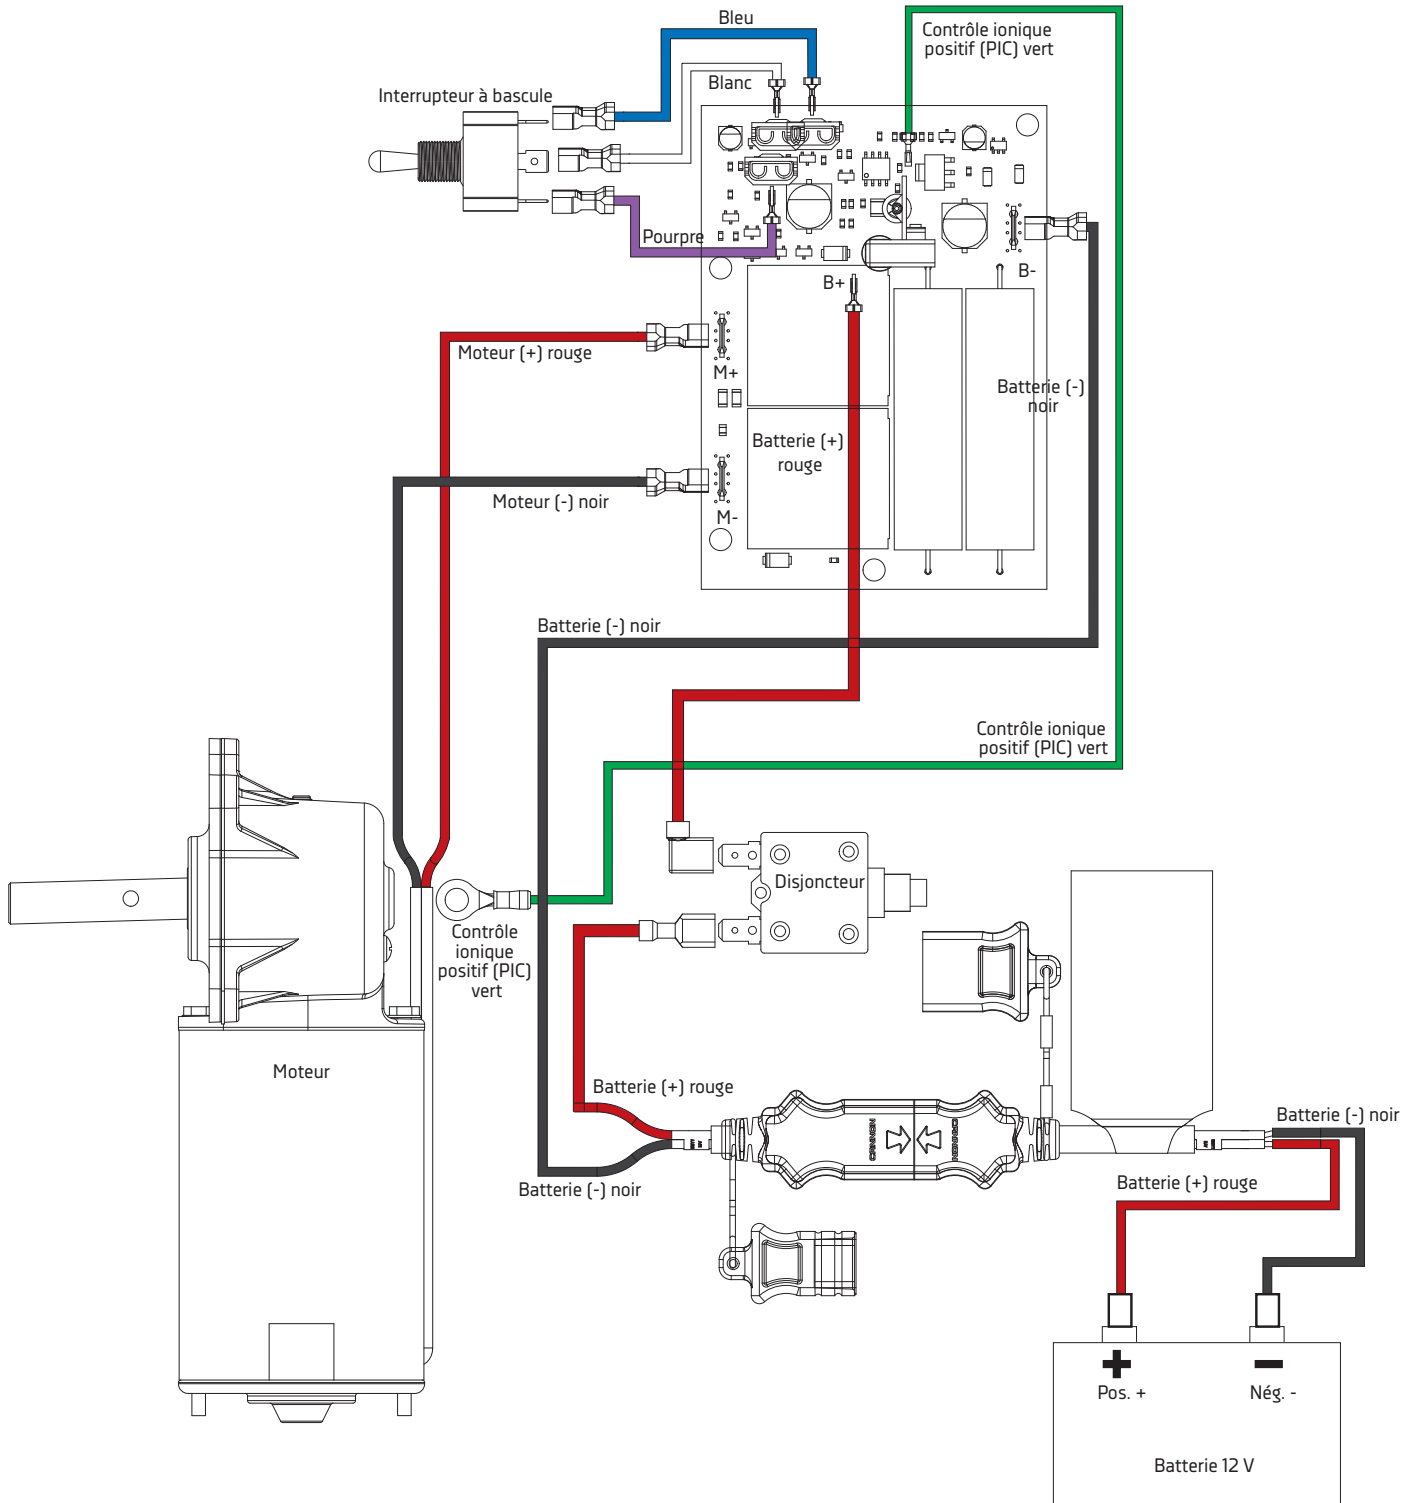 Bleu
Contrôle ionique
positif (PIC) vert
Blanc
Interrupteur à bascule
Pourpre
B-
B+
Moteur (+) rouge
M+
Batterie (-)
noir
Batterie (+)
rouge
Moteur (-) noir
M-
Batterie (-) noir
Contrôle ionique
positif (PIC) vert
Disjoncteur
Contrôle
ionique
positif (PIC)
vert
Moteur
Batterie (+) rouge
Batterie (-) noir
CANNON
CANNON
Batterie (+) rouge
Batterie (-) noir
+
-
Pos. +
Nég. -
Batterie 12 V